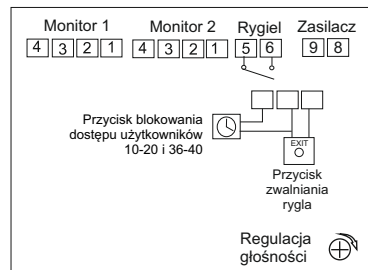 Monitor 1 Monitor 2 Rygiel Zasilacz
4 3 2 1 4 3 2 1 5 6 9 8
Przycisk blokowania
dostępu użytkowników
10-20 i 36-40
EXIT
Przycisk
zwalniania
rygla
Regulacja
głośności